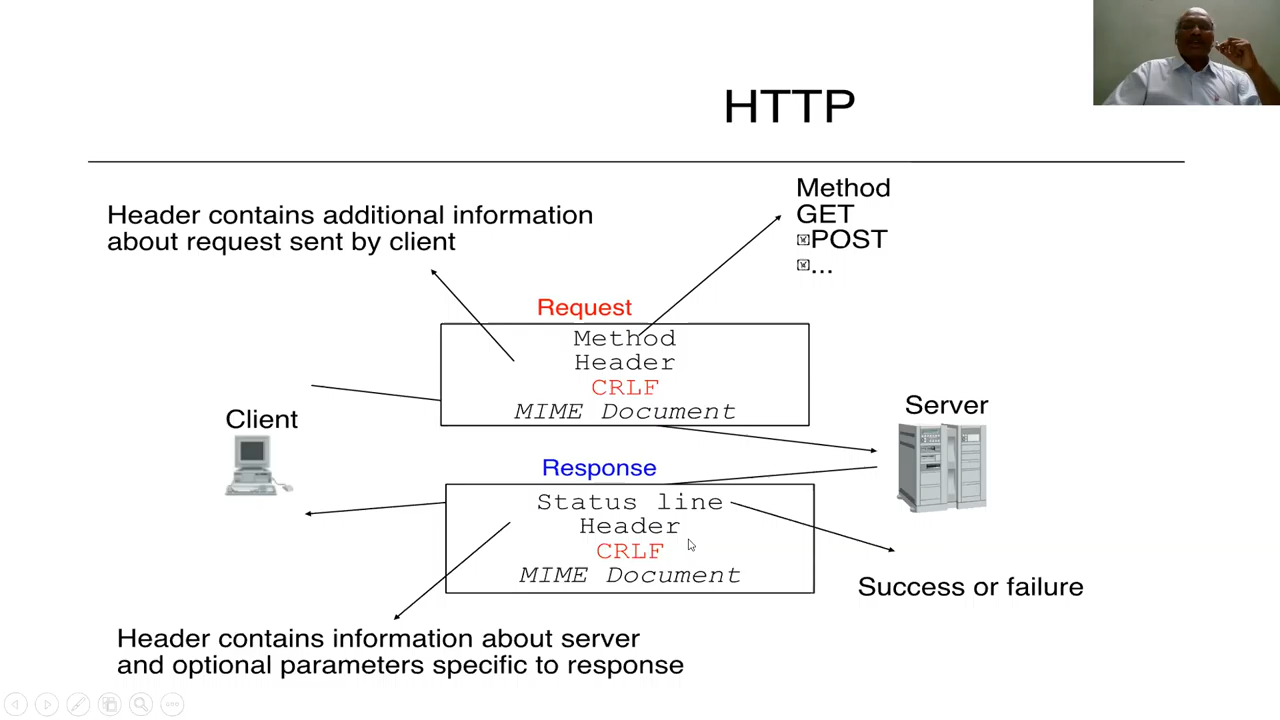 HTTP
Header contains additional information
about request sent by client
Method
GET
POST
...
Request
Method
Header
CRLF
MIME Document
Client
Server
Response
Status line
Header
CRLF
MIME Document
Success or failure
Header contains information about server
and optional parameters specific to response